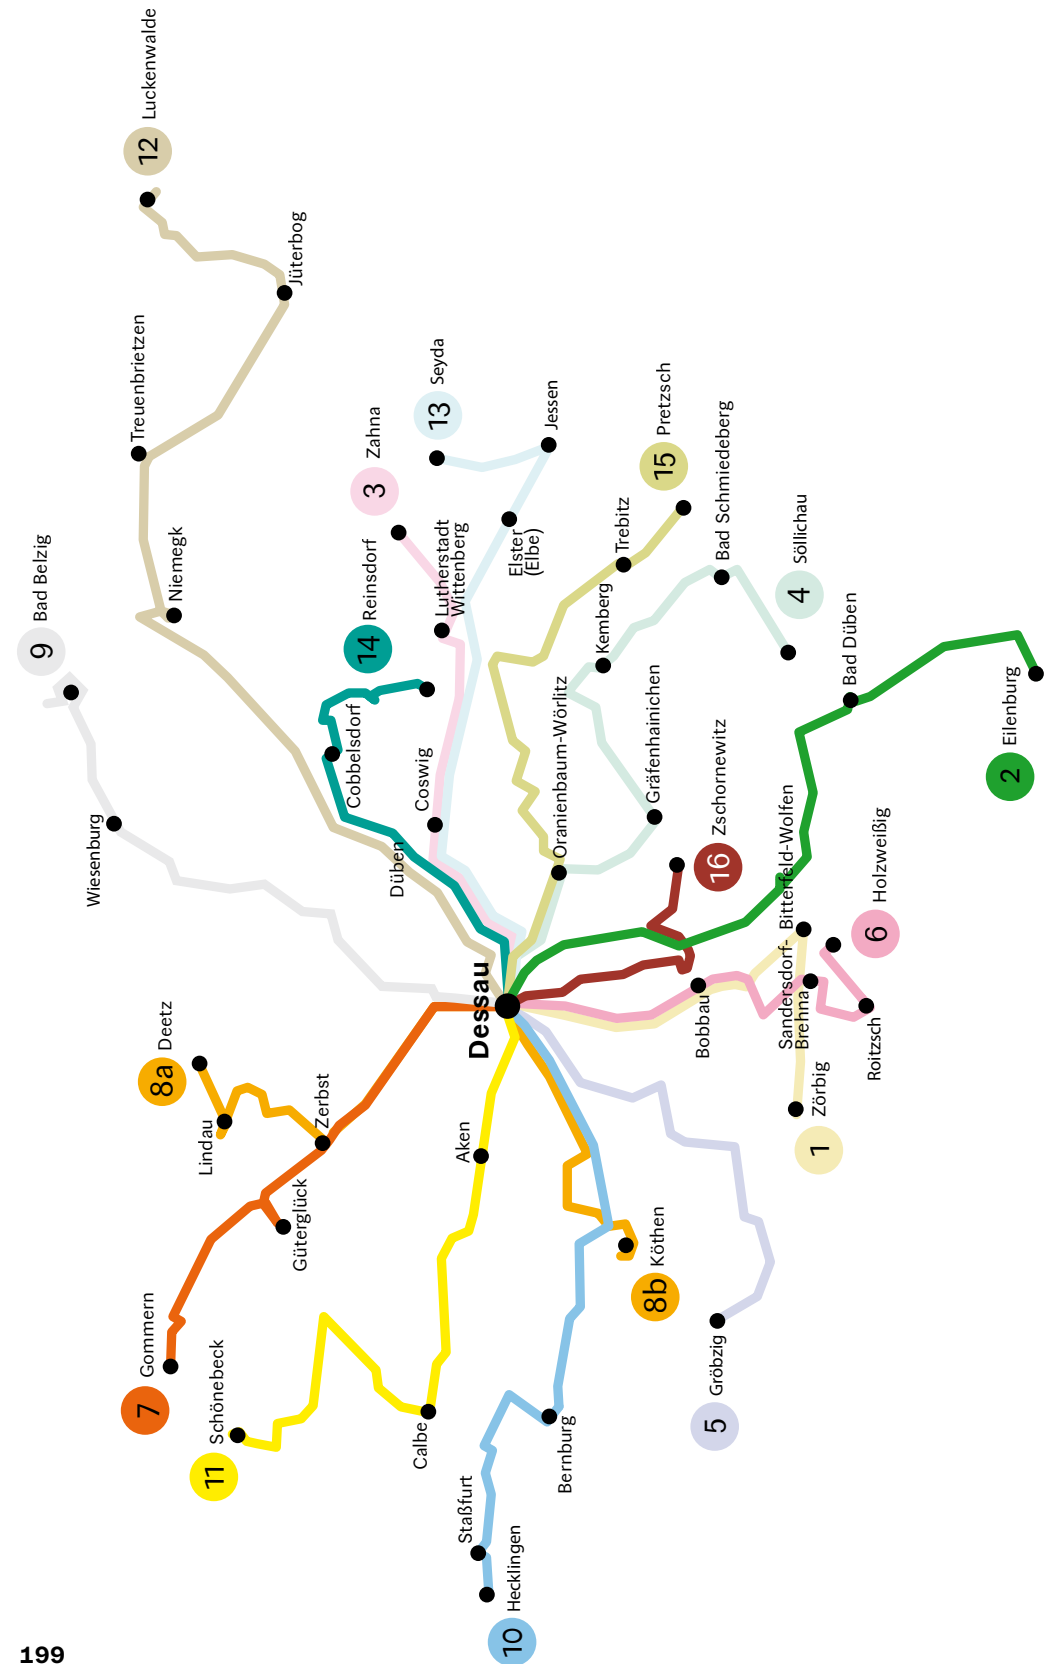 12
Luckenwalde
Jüterbog
Treuenbrietzen
Niemegk
9
Bad Belzig
Wiesenburg
13
Seyda
Jessen
3
Zahna
Elster
(Elbe)
Lutherstadt
Wittenberg
14
Reinsdorf
Cobbelsdorf
Coswig
Düben
15
Pretzsch
Trebitz
Bad Schmiedeberg
Kemberg
4
Söllichau
Oranienbaum-Wörlitz
Gräfenhainichen
16
Zschornewitz
Bad Düben
2
Eilenburg
Bitterfeld-Wolfen
6
Holzweißig
Sandersdorf-
Brehna
Roitzsch
Bobbau
Zörbig
1
Dessau
8a
Deetz
Lindau
Zerbst
Güterglück
7
Gommern
Aken
11
Schönebeck
Calbe
8b
Köthen
5
Gröbzig
Bernburg
Staßfurt
10
Hecklingen
199